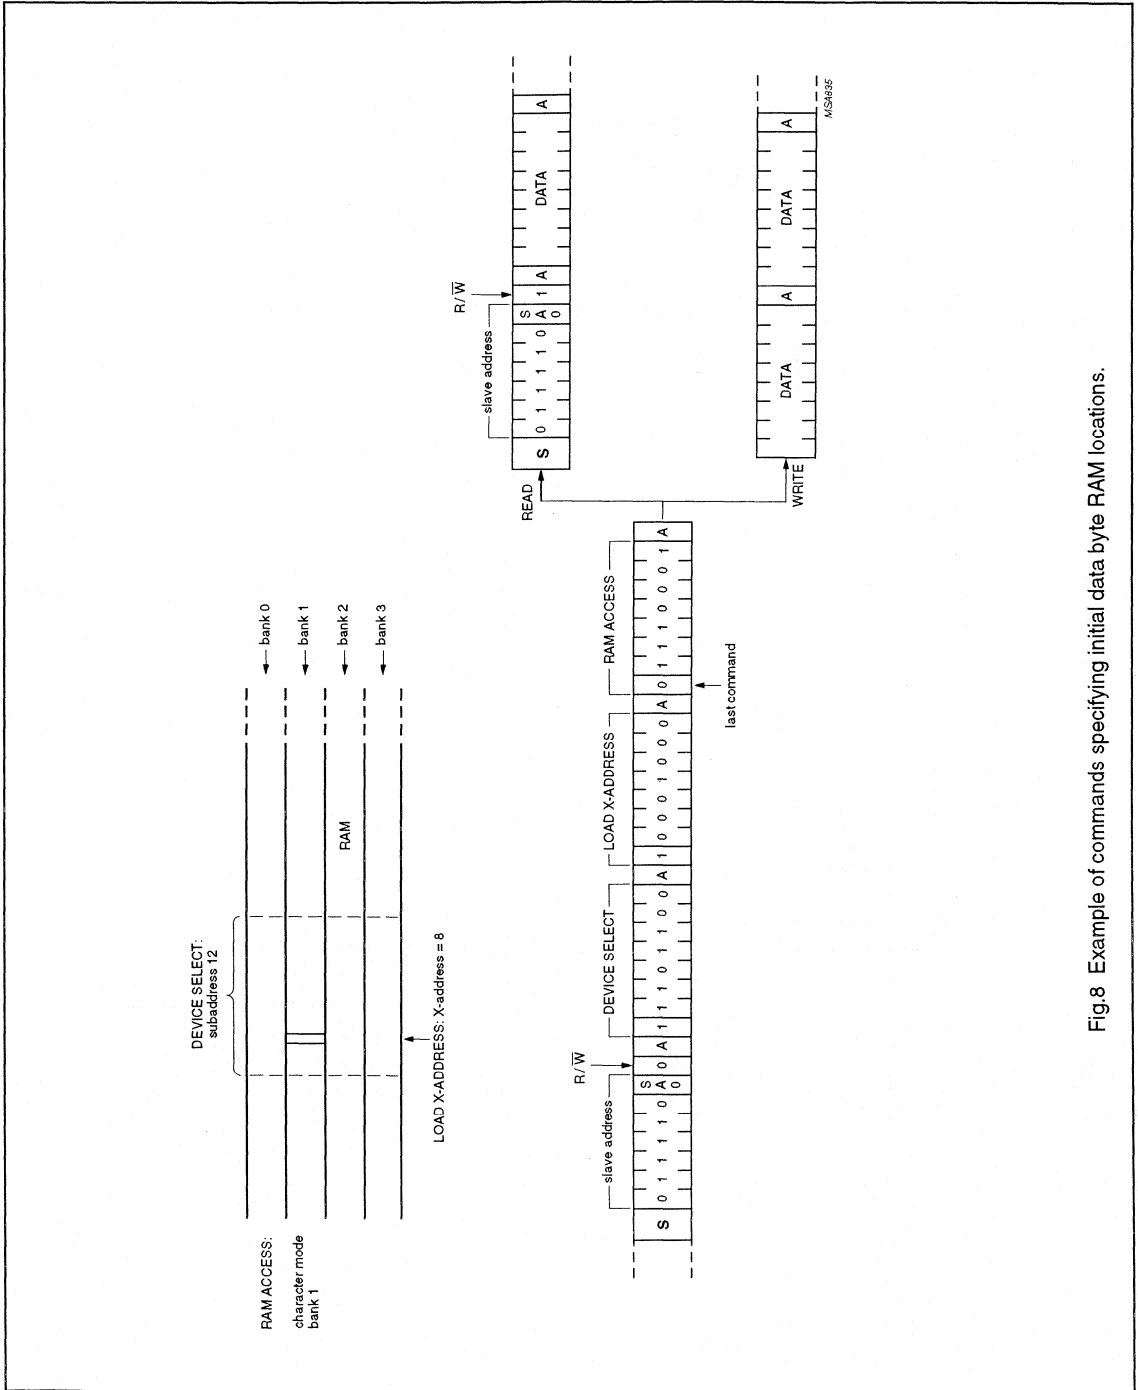 DEVICE SELECT:
subaddress 12
RAM ACCESS:
bank 0
character mode
bank 1
bank 1
RAM
bank 2
bank 3
LOAD X-ADDRESS: X-address = 8
R/W̅
slave address
S 0 1 1 1 1 0 S A 0 1 A DATA A
READ
R/W̅
slave address
DEVICE SELECT
LOAD X-ADDRESS
RAM ACCESS
S 0 1 1 1 1 0 S A 0 0 A 1 1 1 0 1 1 0 0 A 1 0 0 0 1 0 0 0 A 0 1 1 1 0 0 0 1 A
last command
WRITE
DATA A DATA A
MSA835
Fig.8 Example of commands specifying initial data byte RAM locations.